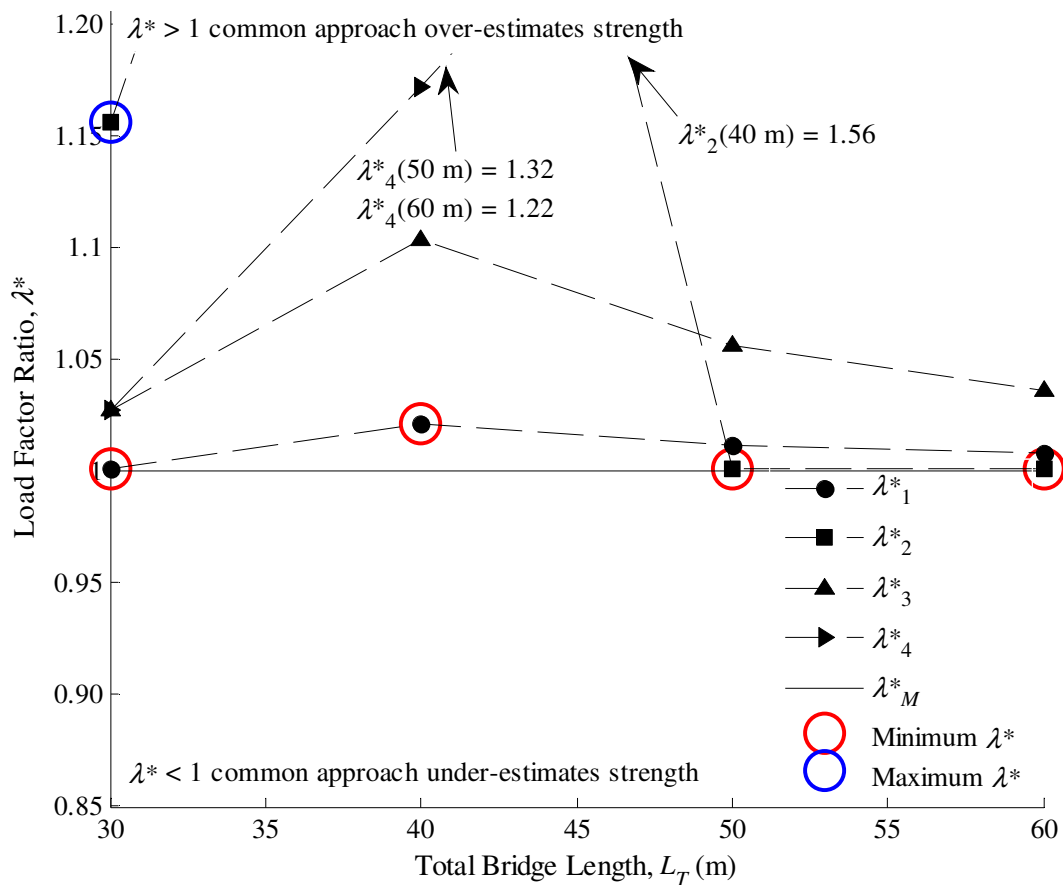 1.20
λ* > 1 common approach over-estimates strength
1.15
λ*2(40 m) = 1.56
λ*4(50 m) = 1.32
λ*4(60 m) = 1.22
1.1
1.05
1
0.95
0.90
0.85
Load Factor Ratio, λ*
λ*1
λ*2
λ*3
λ*4
λ*M
Minimum λ*
Maximum λ*
λ* < 1 common approach under-estimates strength
30 35 40 45 50 55 60
Total Bridge Length, LT (m)